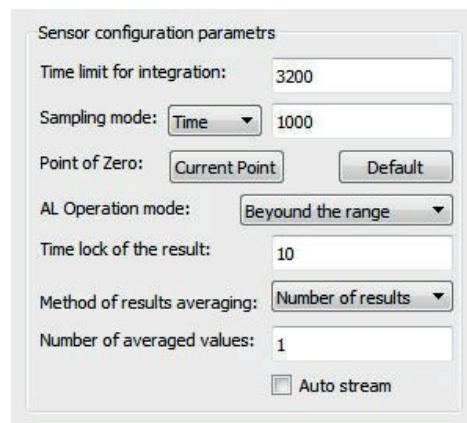 Sensor configuration parametrs
Time limit for integration: 3200
Sampling mode: Time 1000
Point of Zero: Current Point Default
AL Operation mode: Beyound the range
Time lock of the result: 10
Method of results averaging: Number of results
Number of averaged values: 1
Auto stream